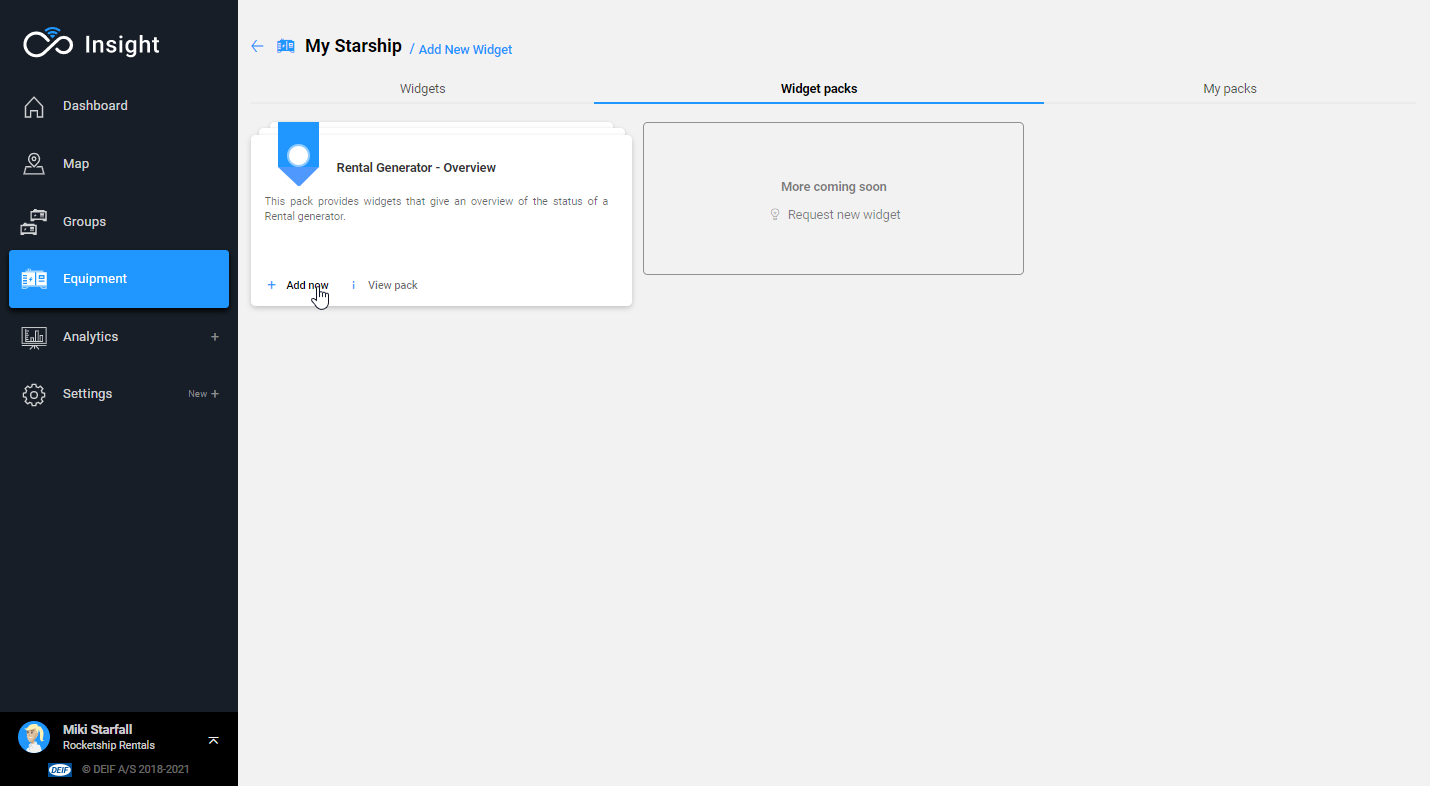 Insight
Dashboard
Map
Groups
Equipment
Analytics +
Settings New +
Miki Starfall
Rocketship Rentals
DEIF © DEIF A/S 2018-2021
My Starship / Add New Widget
Widgets Widget packs My packs
Rental Generator - Overview
This pack provides widgets that give an overview of the status of a
Rental generator.
+ Add now i View pack
More coming soon
Request new widget